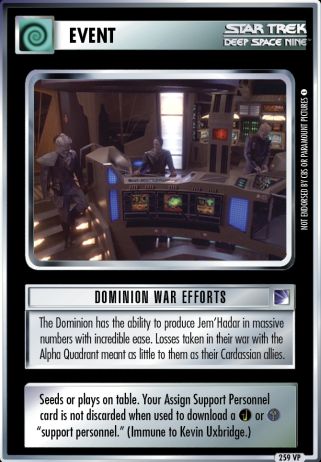 EVENT
STAR TREK
DEEP SPACE NINE
NOT ENDORSED BY CBS OR PARAMOUNT PICTURES
DOMINION WAR EFFORTS
The Dominion has the ability to produce Jem'Hadar in massive
numbers with incredible ease. Losses taken in their war with the
Alpha Quadrant meant as little to them as their Cardassian allies.
Seeds or plays on table. Your Assign Support Personnel
card is not discarded when used to download a or
"support personnel." (Immune to Kevin Uxbridge.)
259 VP